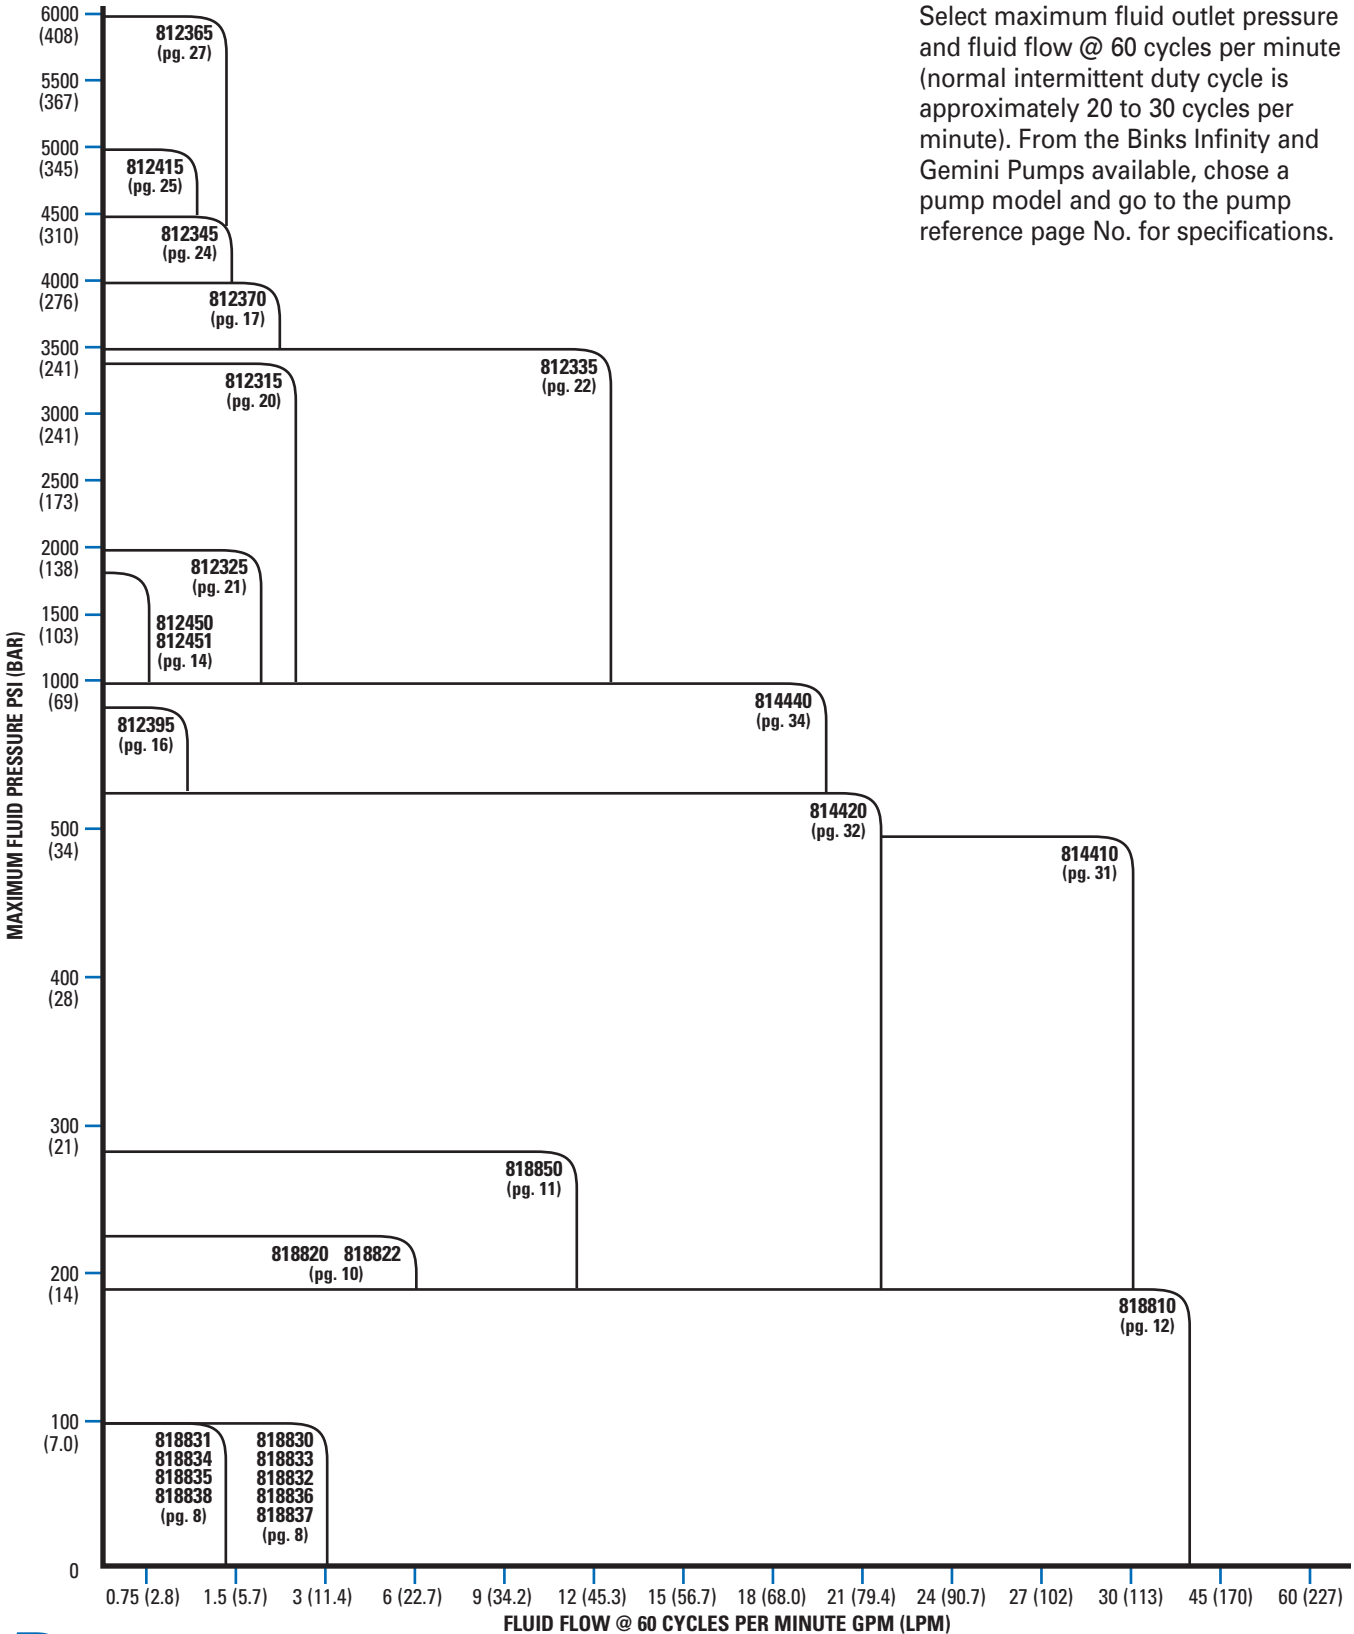 Select maximum fluid outlet pressure
and fluid flow @ 60 cycles per minute
(normal intermittent duty cycle is
approximately 20 to 30 cycles per
minute). From the Binks Infinity and
Gemini Pumps available, chose a
pump model and go to the pump
reference page No. for specifications.
MAXIMUM FLUID PRESSURE PSI (BAR)
6000
(408)
5500
(367)
5000
(345)
4500
(310)
4000
(276)
3500
(241)
3000
(241)
2500
(173)
2000
(138)
1500
(103)
1000
(69)
500
(34)
400
(28)
300
(21)
200
(14)
100
(7.0)
0
812365
(pg. 27)
812415
(pg. 25)
812345
(pg. 24)
812370
(pg. 17)
812335
(pg. 22)
812315
(pg. 20)
812325
(pg. 21)
812450
812451
(pg. 14)
814440
(pg. 34)
812395
(pg. 16)
814420
(pg. 32)
814410
(pg. 31)
818850
(pg. 11)
818820 818822
(pg. 10)
818810
(pg. 12)
818831
818834
818835
818838
(pg. 8)
818830
818833
818832
818836
818837
(pg. 8)
0.75 (2.8) 1.5 (5.7) 3 (11.4) 6 (22.7) 9 (34.2) 12 (45.3) 15 (56.7) 18 (68.0) 21 (79.4) 24 (90.7) 27 (102) 30 (113) 45 (170) 60 (227)
FLUID FLOW @ 60 CYCLES PER MINUTE GPM (LPM)